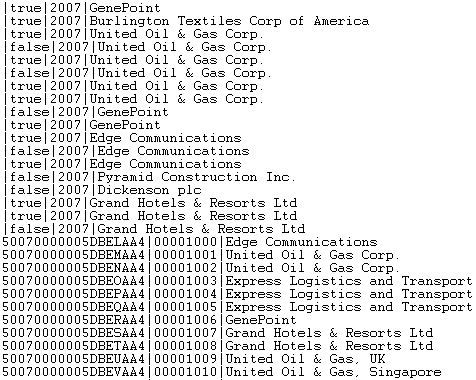 |true|2007|GenePoint
|true|2007|Burlington Textiles Corp of America
|true|2007|United Oil & Gas Corp.
|false|2007|United Oil & Gas Corp.
|true|2007|United Oil & Gas Corp.
|false|2007|United Oil & Gas Corp.
|true|2007|United Oil & Gas Corp.
|true|2007|United Oil & Gas Corp.
|false|2007|GenePoint
|true|2007|GenePoint
|true|2007|Edge Communications
|false|2007|Edge Communications
|true|2007|Edge Communications
|false|2007|Pyramid Construction Inc.
|false|2007|Dickenson plc
|true|2007|Grand Hotels & Resorts Ltd
|true|2007|Grand Hotels & Resorts Ltd
|false|2007|Grand Hotels & Resorts Ltd
50070000005DBELAA4|00001000|Edge Communications
50070000005DBEMAA4|00001001|United Oil & Gas Corp.
50070000005DBENAA4|00001002|United Oil & Gas Corp.
50070000005DBEOAA4|00001003|Express Logistics and Transport
50070000005DBEPAA4|00001004|Express Logistics and Transport
50070000005DBEQAA4|00001005|Express Logistics and Transport
50070000005DBERAA4|00001006|GenePoint
50070000005DBESAA4|00001007|Grand Hotels & Resorts Ltd
50070000005DBETAA4|00001008|Grand Hotels & Resorts Ltd
50070000005DBEUAA4|00001009|United Oil & Gas, UK
50070000005DBEVAA4|00001010|United Oil & Gas, Singapore